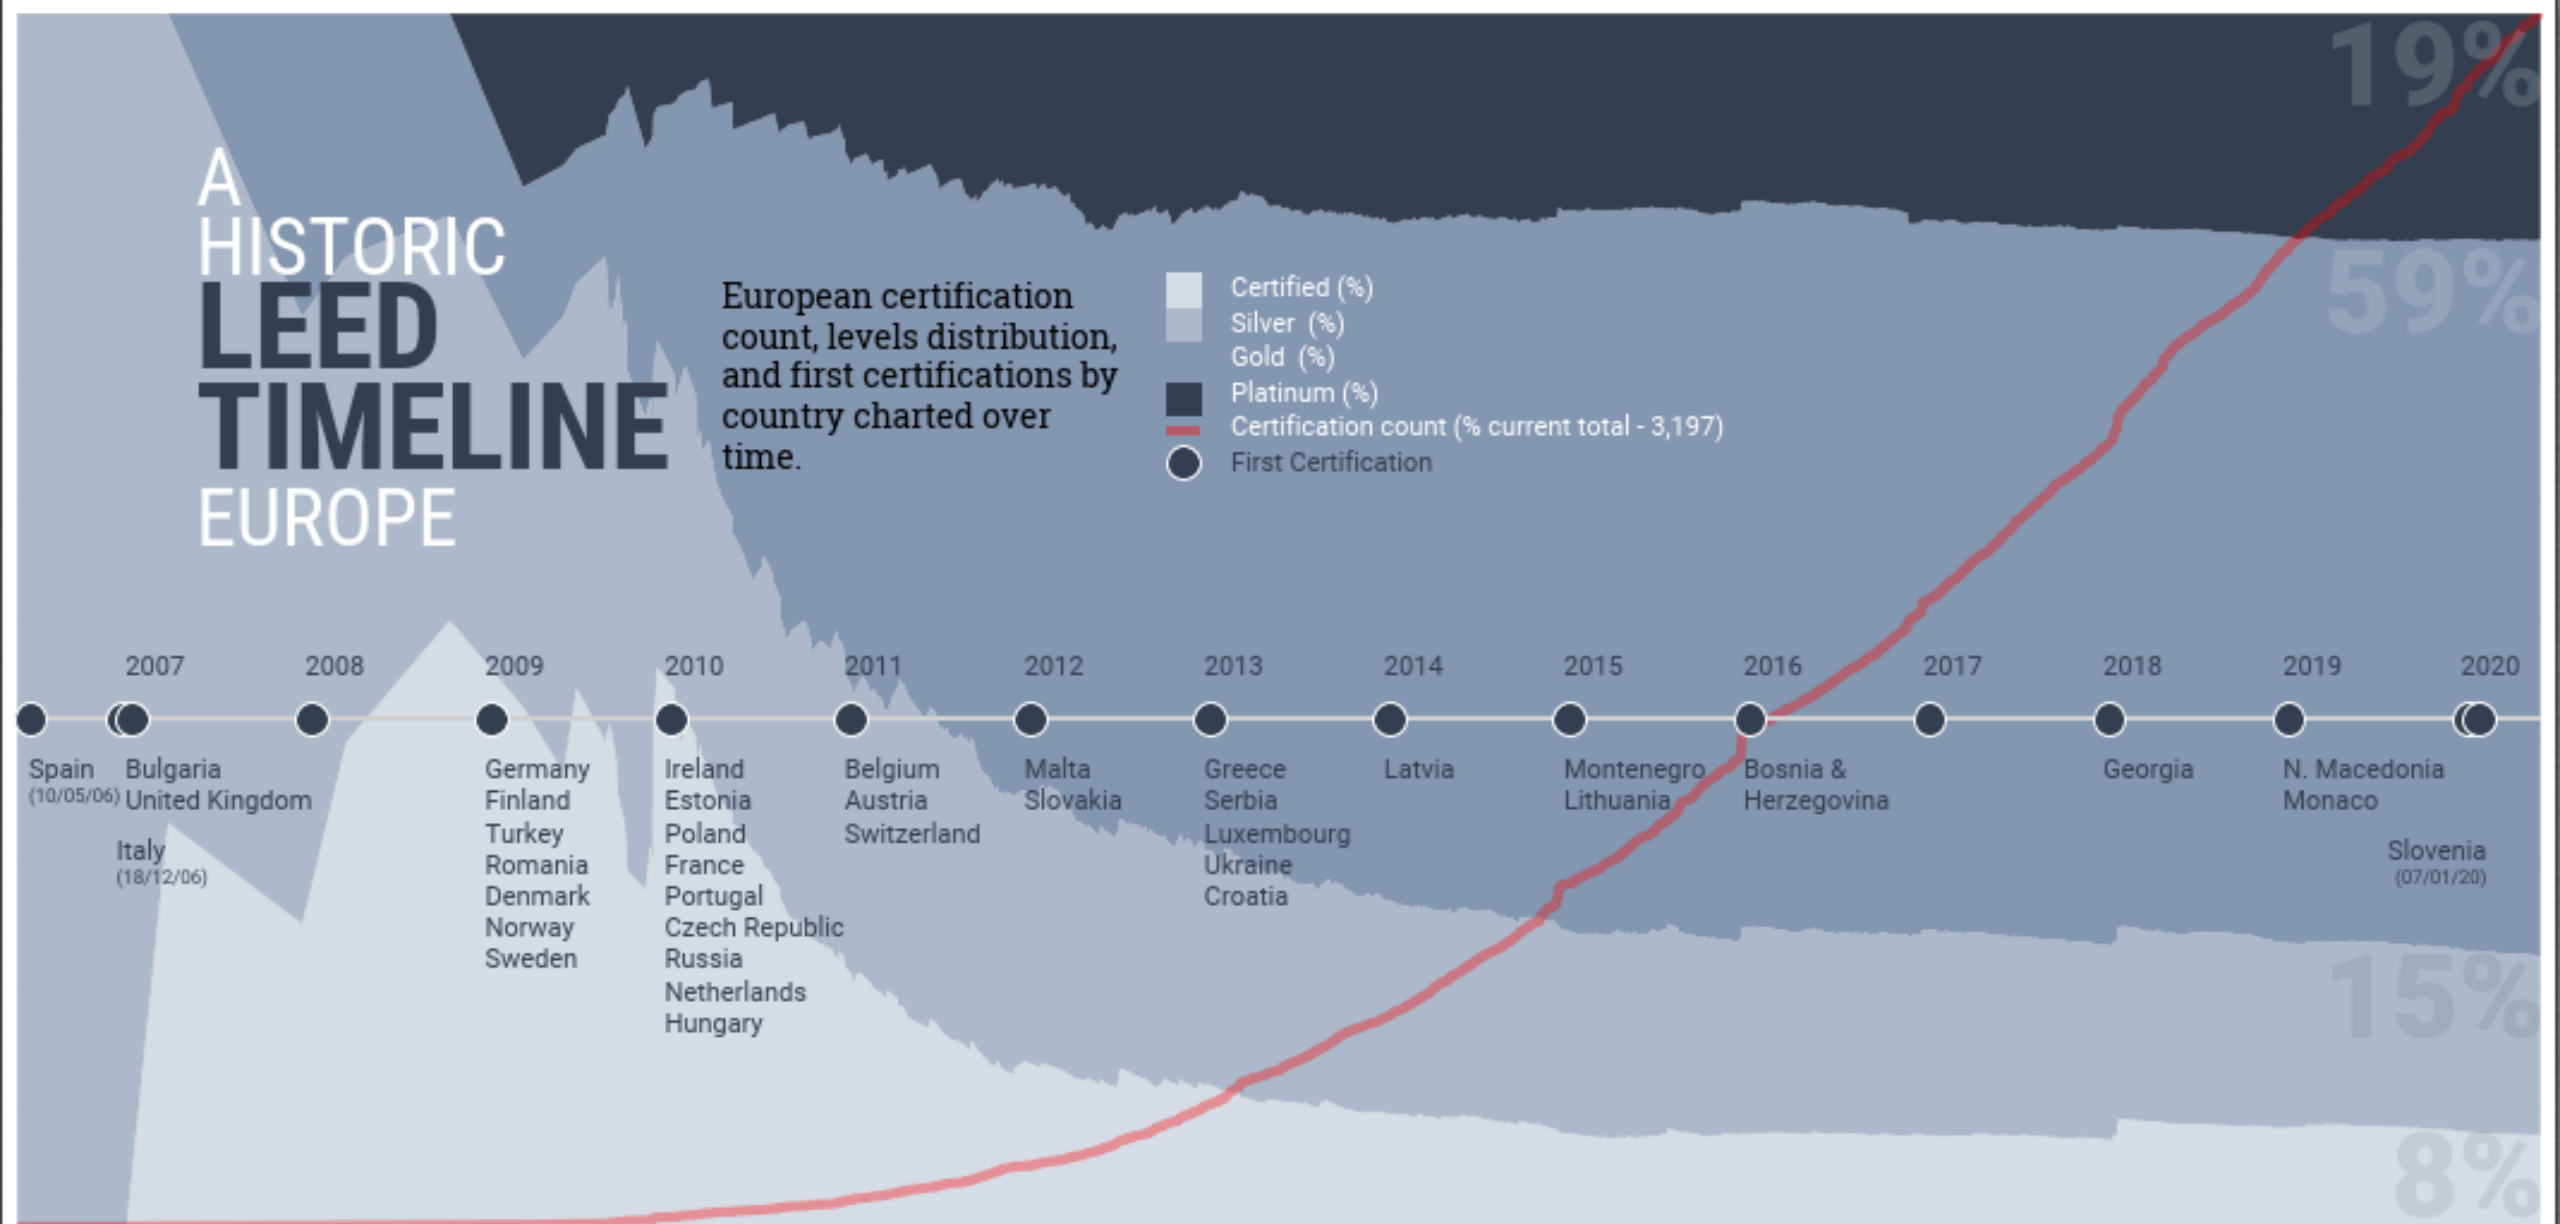 A
HISTORIC
LEED
TIMELINE
EUROPE
European certification
count, levels distribution,
and first certifications by
country charted over
time.
Certified (%)
Silver (%)
Gold (%)
Platinum (%)
Certification count (% current total - 3,197)
First Certification
19%
59%
15%
8%
2007 2008 2009 2010 2011 2012 2013 2014 2015 2016 2017 2018 2019 2020
Spain
(10/05/06)
Bulgaria
United Kingdom
Italy
(18/12/06)
Germany
Finland
Turkey
Romania
Denmark
Norway
Sweden
Ireland
Estonia
Poland
France
Portugal
Czech Republic
Russia
Netherlands
Hungary
Belgium
Austria
Switzerland
Malta
Slovakia
Greece
Serbia
Luxembourg
Ukraine
Croatia
Latvia
Montenegro
Lithuania
Bosnia &
Herzegovina
Georgia
N. Macedonia
Monaco
Slovenia
(07/01/20)